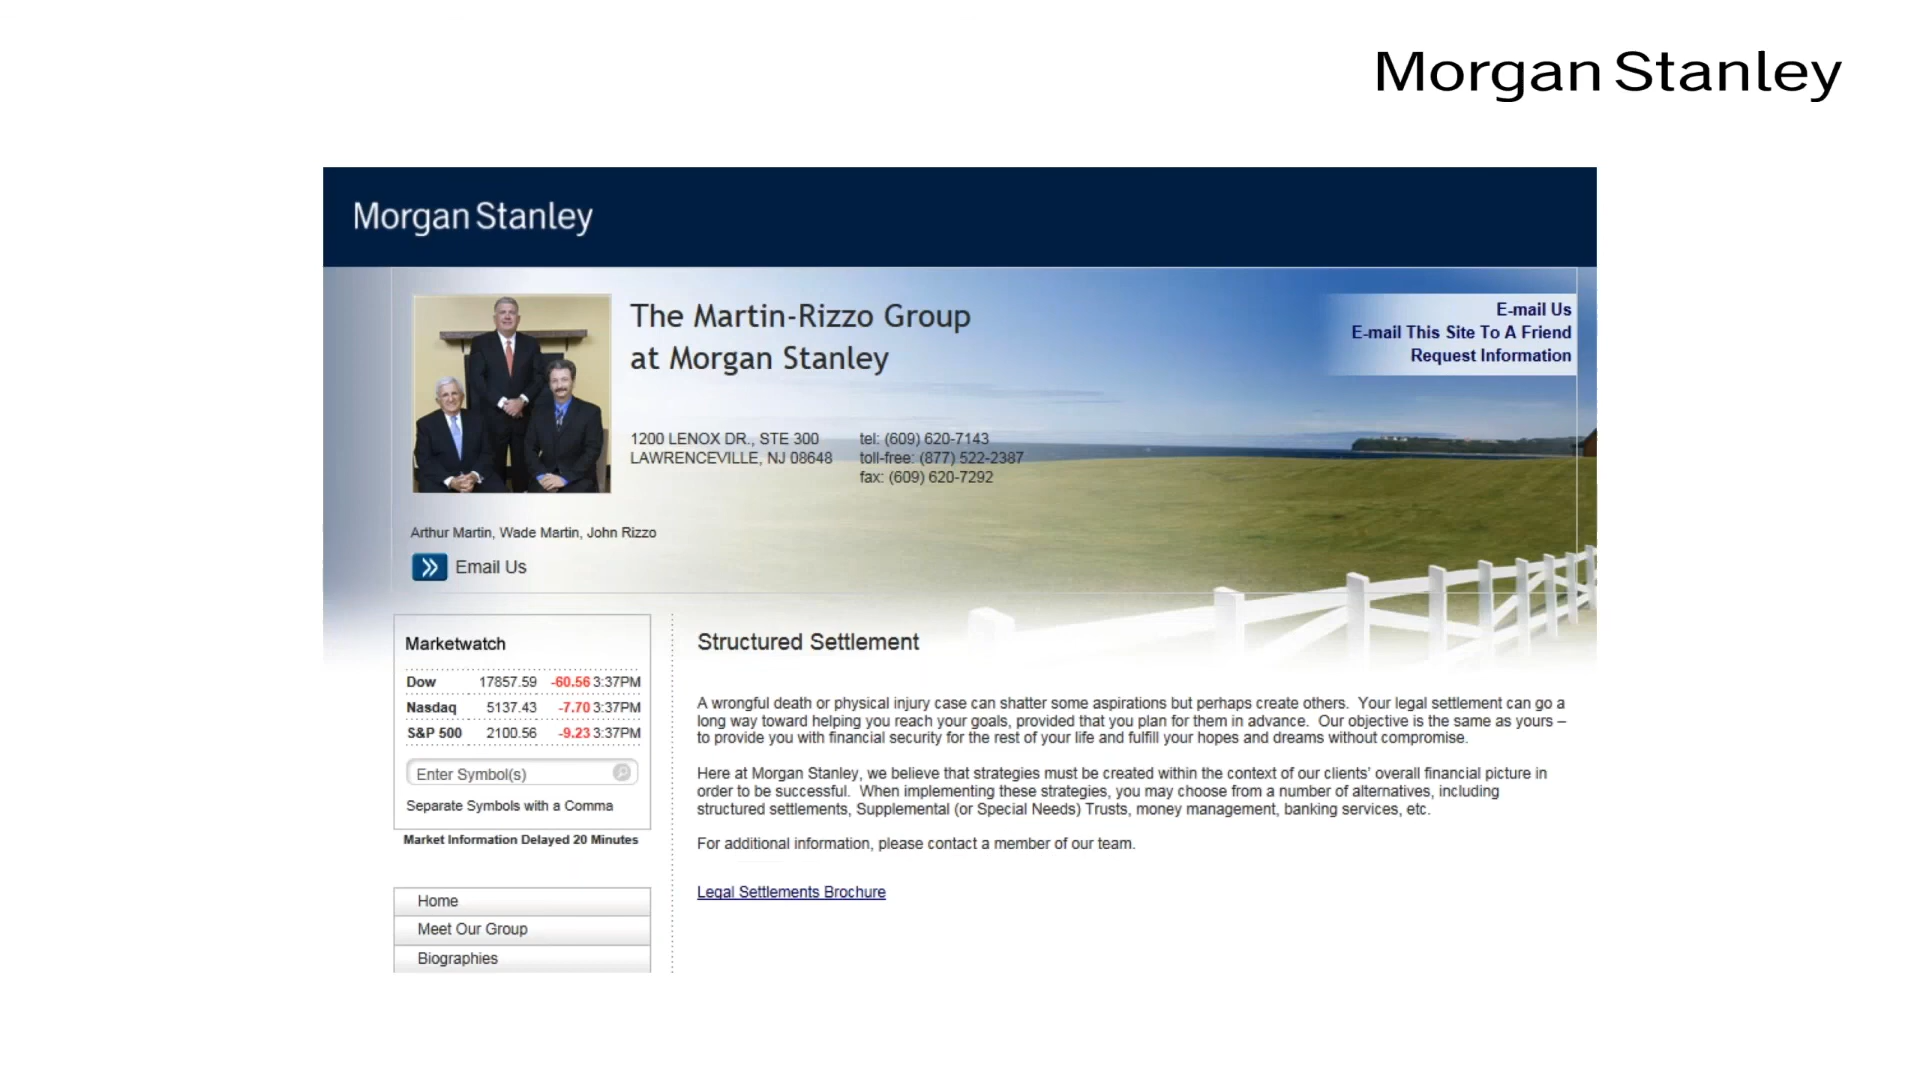 Morgan Stanley
Morgan Stanley
The Martin-Rizzo Group
at Morgan Stanley
E-mail Us
E-mail This Site To A Friend
Request Information
1200 LENOX DR., STE 300
LAWRENCEVILLE, NJ 08648
tel: (609) 620-7143
toll-free: (877) 522-2387
fax: (609) 620-7292
Arthur Martin, Wade Martin, John Rizzo
Email Us
Marketwatch
Dow 17857.59 -60.56 3:37PM
Nasdaq 5137.43 -7.70 3:37PM
S&P 500 2100.56 -9.23 3:37PM
Enter Symbol(s)
Separate Symbols with a Comma
Market Information Delayed 20 Minutes
Home
Meet Our Group
Biographies
Structured Settlement
A wrongful death or physical injury case can shatter some aspirations but perhaps create others. Your legal settlement can go a
long way toward helping you reach your goals, provided that you plan for them in advance. Our objective is the same as yours –
to provide you with financial security for the rest of your life and fulfill your hopes and dreams without compromise.
Here at Morgan Stanley, we believe that strategies must be created within the context of our clients' overall financial picture in
order to be successful. When implementing these strategies, you may choose from a number of alternatives, including
structured settlements, Supplemental (or Special Needs) Trusts, money management, banking services, etc.
For additional information, please contact a member of our team.
Legal Settlements Brochure